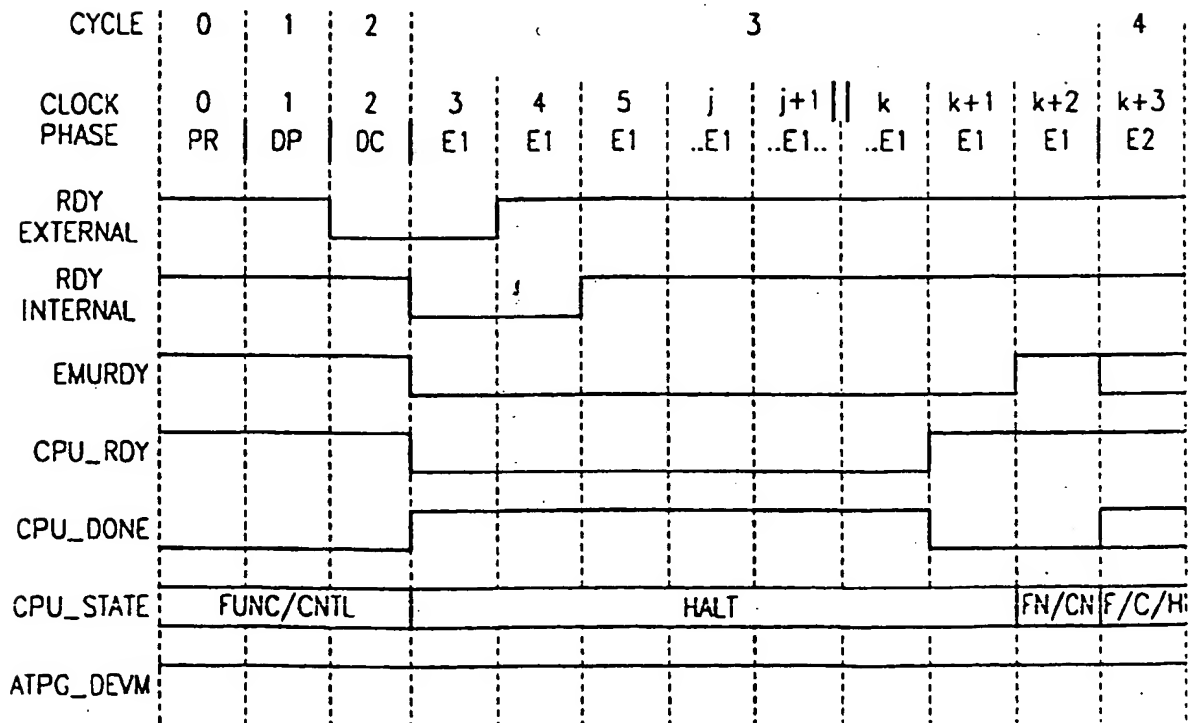 CYCLE 0 1 2 3 4
CLOCK PHASE 0 1 2 3 4 5 j j+1 k k+1 k+2 k+3
PR DP DC E1 E1 E1 ..E1 ..E1.. ..E1 E1 E1 E2
RDY
EXTERNAL
RDY
INTERNAL
EMURDY
CPU_RDY
CPU_DONE
CPU_STATE FUNC/CNTL HALT FN/CN F/C/H
ATPG_DEVM